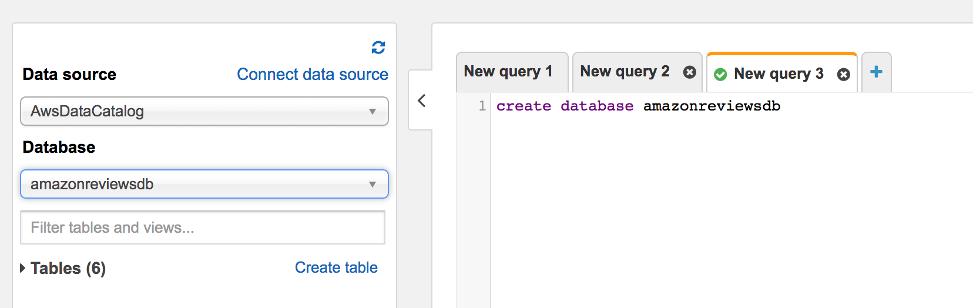 Data source
Connect data source
AwsDataCatalog
Database
amazonreviewsdb
Filter tables and views...
Tables (6)
Create table
New query 1
New query 2
New query 3
+
1 create database amazonreviewsdb